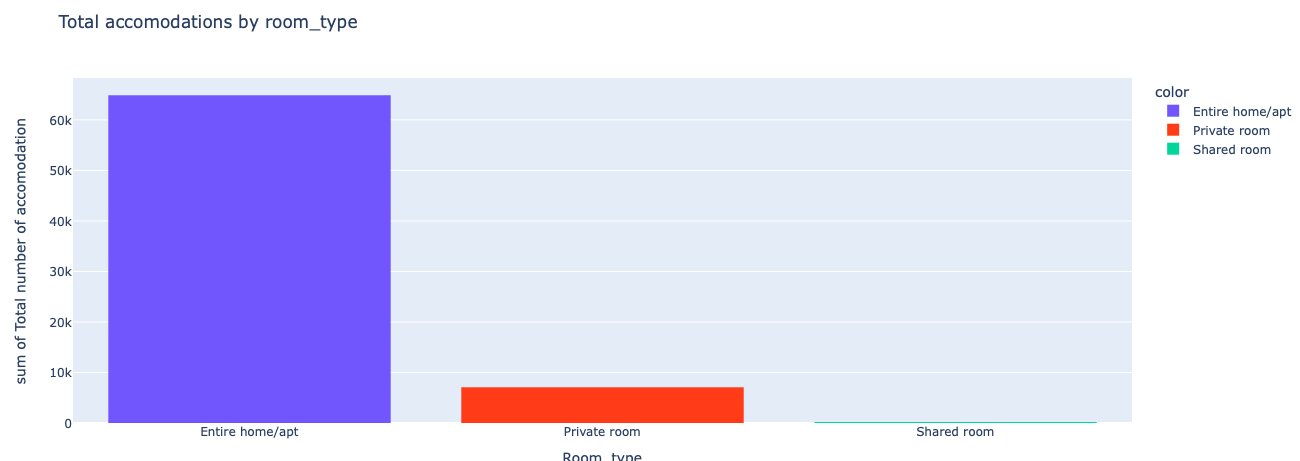 Total accomodations by room_type
sum of Total number of accomodation
60k
50k
40k
30k
20k
10k
0
Entire home/apt
Private room
Shared room
Room_type
color
Entire home/apt
Private room
Shared room